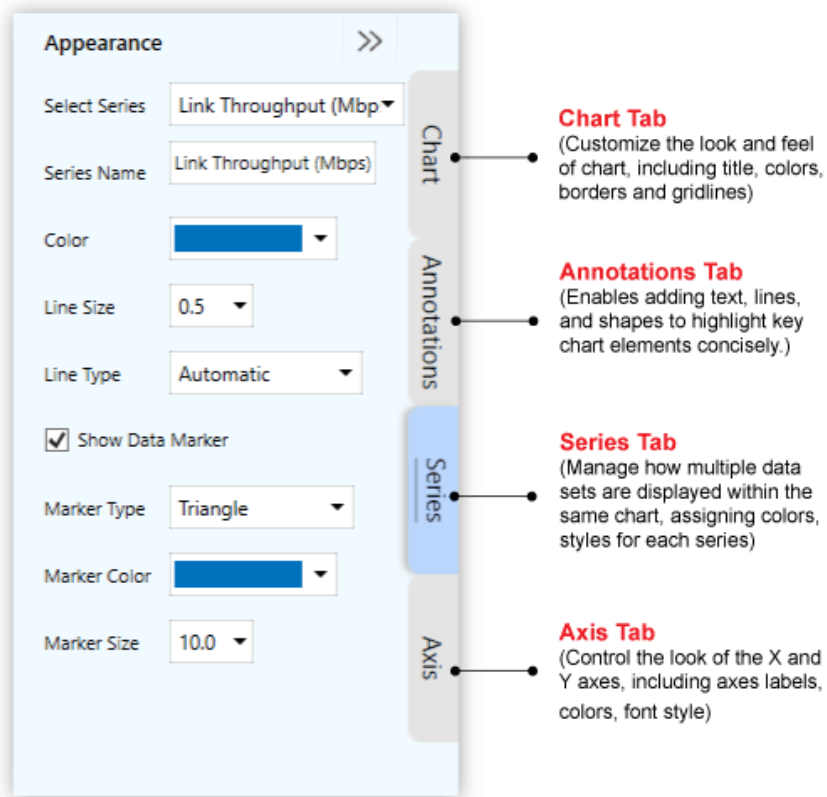 Appearance
Select Series
Link Throughput (Mbp
Series Name
Link Throughput (Mbps)
Color
Line Size
0.5
Line Type
Automatic
Show Data Marker
Marker Type
Triangle
Marker Color
Marker Size
10.0
Chart
Annotations
Series
Axis
Chart Tab
(Customize the look and feel
of chart, including title, colors,
borders and gridlines)
Annotations Tab
(Enables adding text, lines,
and shapes to highlight key
chart elements concisely.)
Series Tab
(Manage how multiple data
sets are displayed within the
same chart, assigning colors,
styles for each series)
Axis Tab
(Control the look of the X and
Y axes, including axes labels,
colors, font style)